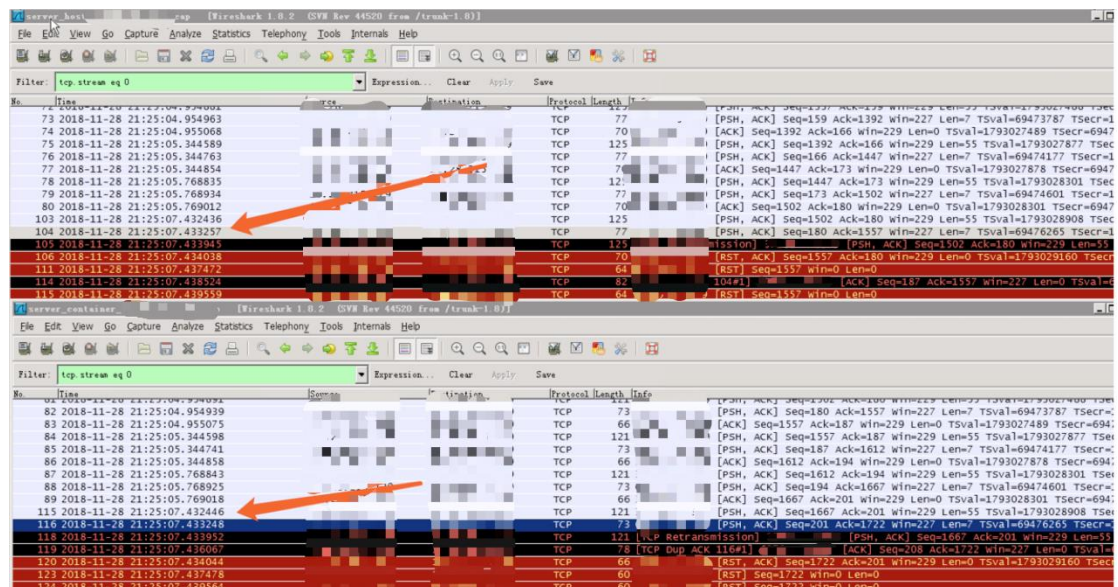 server_host cap [Wireshark 1.8.2 (SVN Rev 44520 from /trunk-1.8)]
File Edit View Go Capture Analyze Statistics Telephony Tools Internals Help
Filter: tcp.stream eq 0 Expression... Clear Apply Save
No. Time Destination Protocol Length
73 2018-11-28 21:25:04.954963 TCP 77 [PSH, ACK] Seq=159 Ack=1392 Win=227 Len=7 TSval=69473787 TSecr=1
74 2018-11-28 21:25:04.955068 TCP 70 [ACK] Seq=1392 Ack=166 Win=229 Len=0 TSval=1793027489 TSecr=6947
75 2018-11-28 21:25:05.344589 TCP 125 [PSH, ACK] Seq=1392 Ack=166 Win=229 Len=55 TSval=1793027877 TSec
76 2018-11-28 21:25:05.344763 TCP 77 [PSH, ACK] Seq=166 Ack=1447 Win=227 Len=7 TSval=69474177 TSecr=1
77 2018-11-28 21:25:05.344854 TCP [ACK] Seq=1447 Ack=173 Win=229 Len=0 TSval=1793027878 TSecr=6947
78 2018-11-28 21:25:05.768835 TCP [PSH, ACK] Seq=1447 Ack=173 Win=229 Len=55 TSval=1793028301 TSec
79 2018-11-28 21:25:05.768934 TCP 77 [PSH, ACK] Seq=173 Ack=1502 Win=227 Len=7 TSval=69474601 TSecr=1
80 2018-11-28 21:25:05.769012 TCP 70 [ACK] Seq=1502 Ack=180 Win=229 Len=0 TSval=1793028301 TSecr=6947
103 2018-11-28 21:25:07.432436 TCP 125 [PSH, ACK] Seq=1502 Ack=180 Win=229 Len=55 TSval=1793028908 TSec
104 2018-11-28 21:25:07.433257 TCP 77 [PSH, ACK] Seq=180 Ack=1557 Win=227 Len=7 TSval=69476265 TSecr=1
105 2018-11-28 21:25:07.433945 TCP 125 [PSH, ACK] Seq=1502 Ack=180 Win=229 Len=55
106 2018-11-28 21:25:07.434038 TCP 70 [RST, ACK] Seq=1557 Ack=180 Win=229 Len=0 TSval=1793029160 TSecr
111 2018-11-28 21:25:07.437472 TCP 64 [RST] Seq=1557 Win=0 Len=0
114 2018-11-28 21:25:07.438524 TCP 82 104#1] [ACK] Seq=187 Ack=1557 Win=227 Len=0 TSval=6
115 2018-11-28 21:25:07.439559 TCP 64 [RST] Seq=1557 Win=0 Len=0
server_container_ [Wireshark 1.8.2 (SVN Rev 44520 from /trunk-1.8)]
File Edit View Go Capture Analyze Statistics Telephony Tools Internals Help
Filter: tcp.stream eq 0 Expression... Clear Apply Save
No. Time Source Protocol Length Info
82 2018-11-28 21:25:04.954939 TCP 73 [PSH, ACK] Seq=180 Ack=1557 Win=227 Len=7 TSval=69473787 TSecr=
83 2018-11-28 21:25:04.955075 TCP 66 [ACK] Seq=1557 Ack=187 Win=229 Len=0 TSval=1793027489 TSecr=694
84 2018-11-28 21:25:05.344598 TCP 121 [PSH, ACK] Seq=1557 Ack=187 Win=229 Len=55 TSval=1793027877 TSe
85 2018-11-28 21:25:05.344741 TCP 73 [PSH, ACK] Seq=187 Ack=1612 Win=227 Len=7 TSval=69474177 TSecr=
86 2018-11-28 21:25:05.344858 TCP 66 [ACK] Seq=1612 Ack=194 Win=229 Len=0 TSval=1793027878 TSecr=694
87 2018-11-28 21:25:05.768843 TCP 121 [PSH, ACK] Seq=1612 Ack=194 Win=229 Len=55 TSval=1793028301 TSe
88 2018-11-28 21:25:05.768925 TCP 73 [PSH, ACK] Seq=194 Ack=1667 Win=227 Len=7 TSval=69474601 TSecr=
89 2018-11-28 21:25:05.769018 TCP 66 [ACK] Seq=1667 Ack=201 Win=229 Len=0 TSval=1793028301 TSecr=694
115 2018-11-28 21:25:07.432446 TCP 121 [PSH, ACK] Seq=1667 Ack=201 Win=229 Len=55 TSval=1793028908 TSe
116 2018-11-28 21:25:07.433248 TCP 73 [PSH, ACK] Seq=201 Ack=1722 Win=227 Len=7 TSval=69476265 TSecr=
118 2018-11-28 21:25:07.433952 TCP 121 [TCP Retransmission] [PSH, ACK] Seq=1667 Ack=201 Win=229 Len=55
119 2018-11-28 21:25:07.436067 TCP 78 [TCP Dup ACK 116#1] [ACK] Seq=208 Ack=1722 Win=227 Len=0 TSval=
120 2018-11-28 21:25:07.434044 TCP 66 [RST, ACK] Seq=1722 Ack=201 Win=229 Len=0 TSval=1793029160 TSec
123 2018-11-28 21:25:07.437478 TCP 60 [RST] Seq=1722 Win=0 Len=0